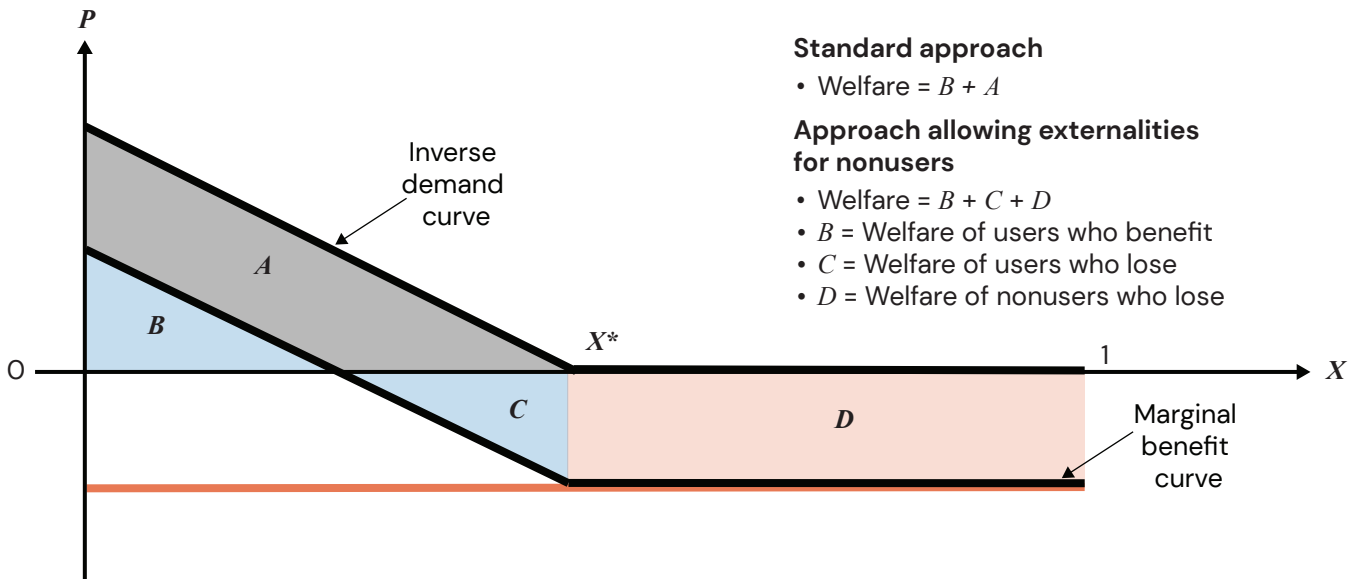 P
Standard approach
• Welfare = B + A
Approach allowing externalities
for nonusers
• Welfare = B + C + D
• B = Welfare of users who benefit
• C = Welfare of users who lose
• D = Welfare of nonusers who lose
Inverse
demand
curve
A
B
X*
1
0
X
C
D
Marginal
benefit
curve